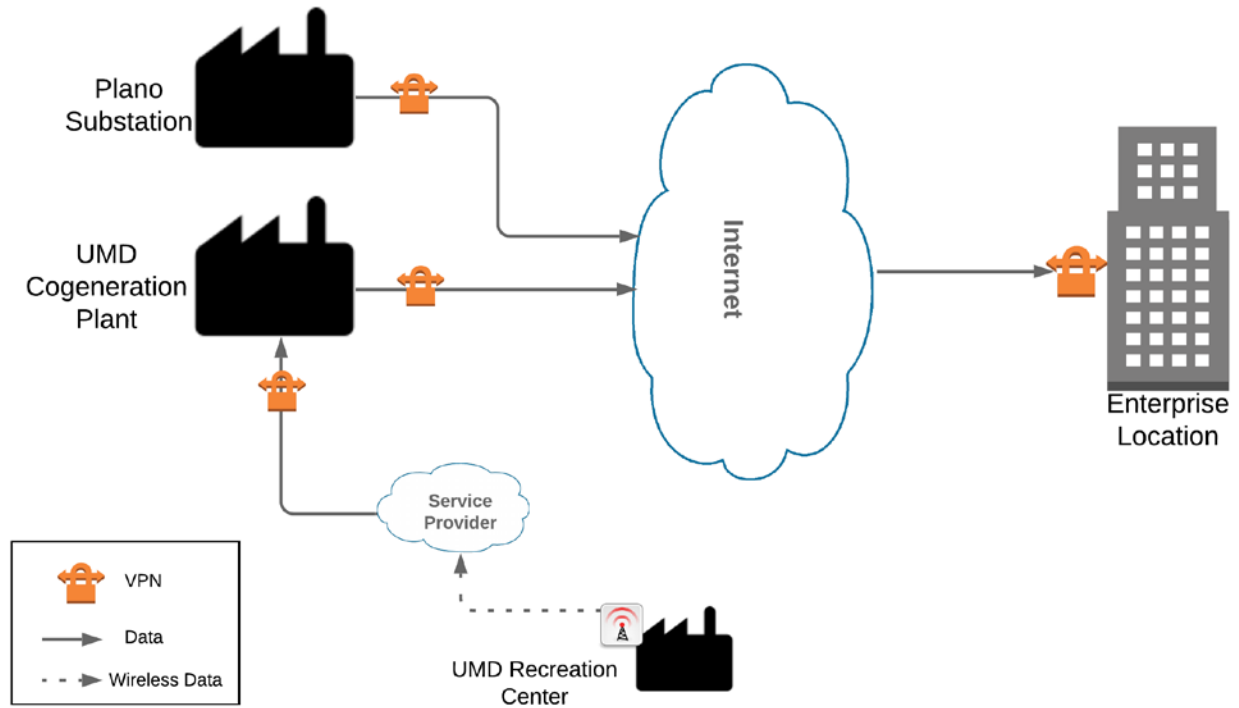 Plano
Substation
UMD
Cogeneration
Plant
Internet
Enterprise
Location
Service
Provider
UMD Recreation
Center
VPN
Data
Wireless Data